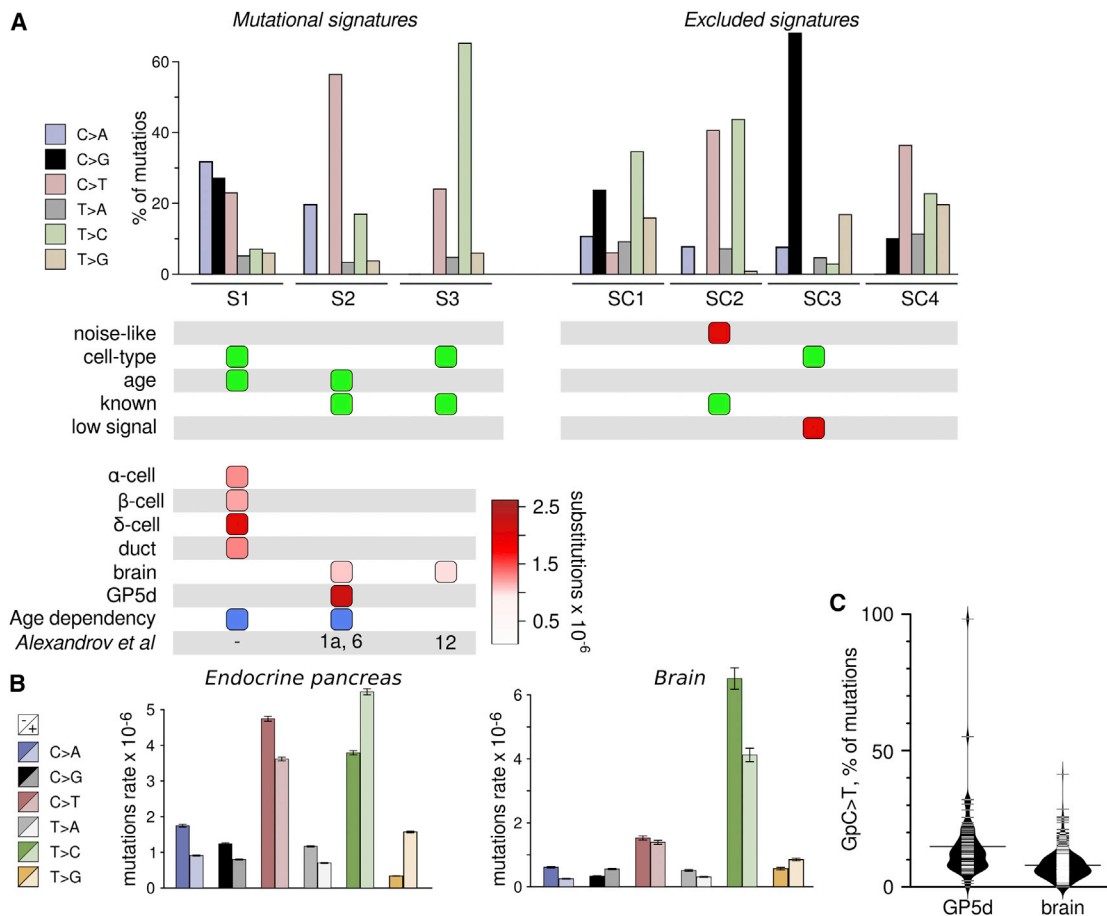 A
Mutational signatures
Excluded signatures
% of mutatios
60
40
20
0
C>A
C>G
C>T
T>A
T>C
T>G
S1 S2 S3 SC1 SC2 SC3 SC4
noise-like
cell-type
age
known
low signal
α-cell
β-cell
δ-cell
duct
brain
GP5d
Age dependency
Alexandrov et al - 1a, 6 12
2.5
1.5
0.5
substitutions x 10-6
B
Endocrine pancreas
mutations rate x 10-6
5
4
3
2
1
0
-
+
C>A
C>G
C>T
T>A
T>C
T>G
Brain
mutations rate x 10-6
6
4
2
0
C
GpC>T, % of mutations
100
50
0
GP5d brain